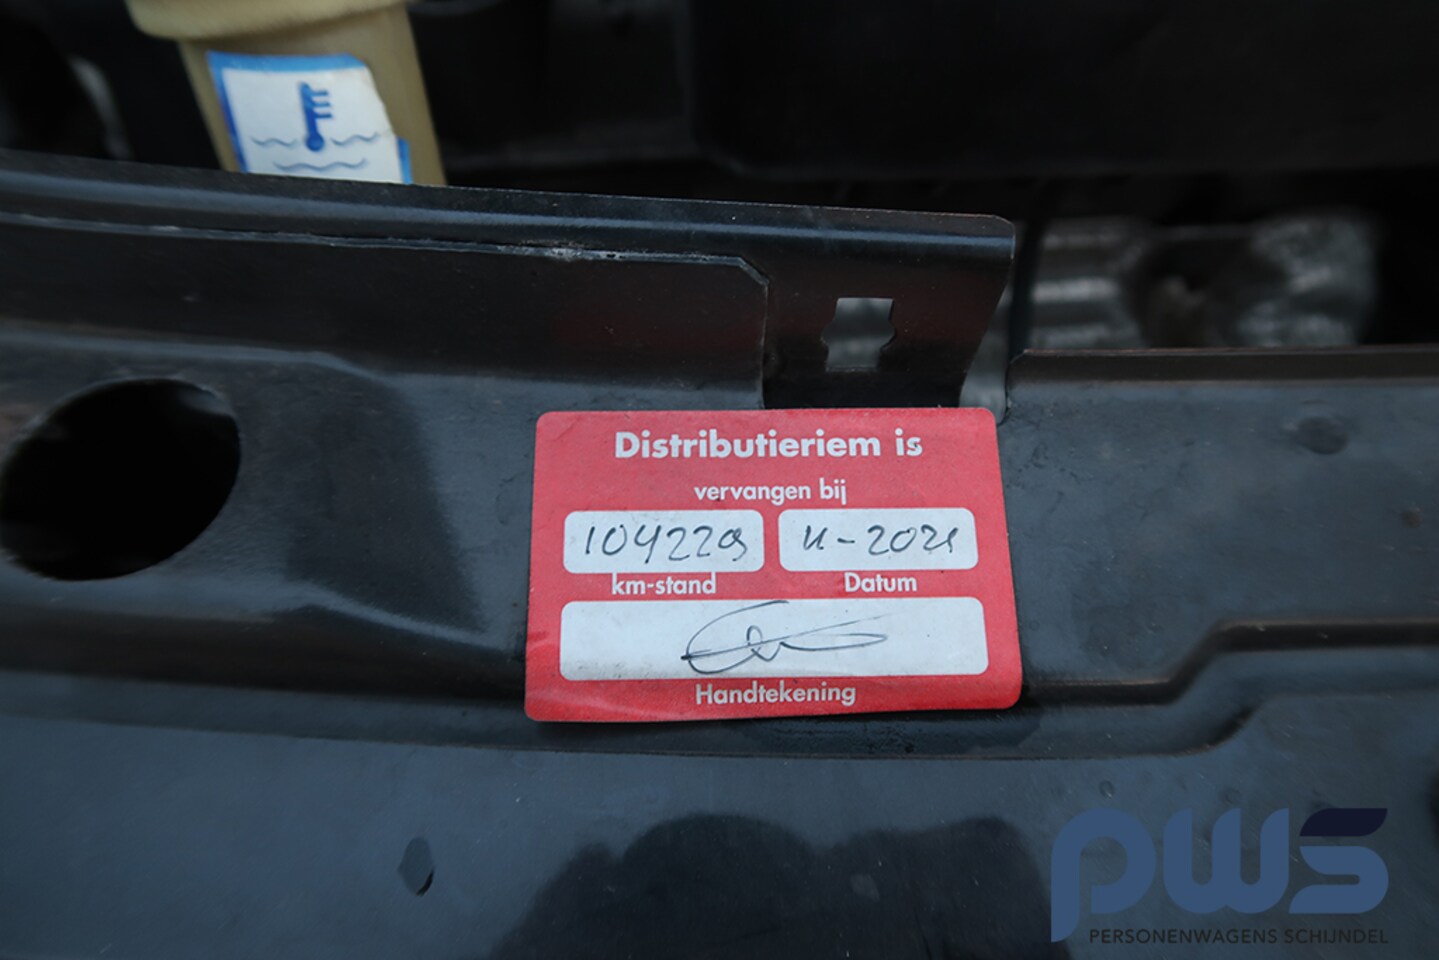 Distributieriem is
vervangen bij
104229 11-2021
km-stand Datum
Handtekening
pws
PERSONENWAGENS SCHIJNDEL